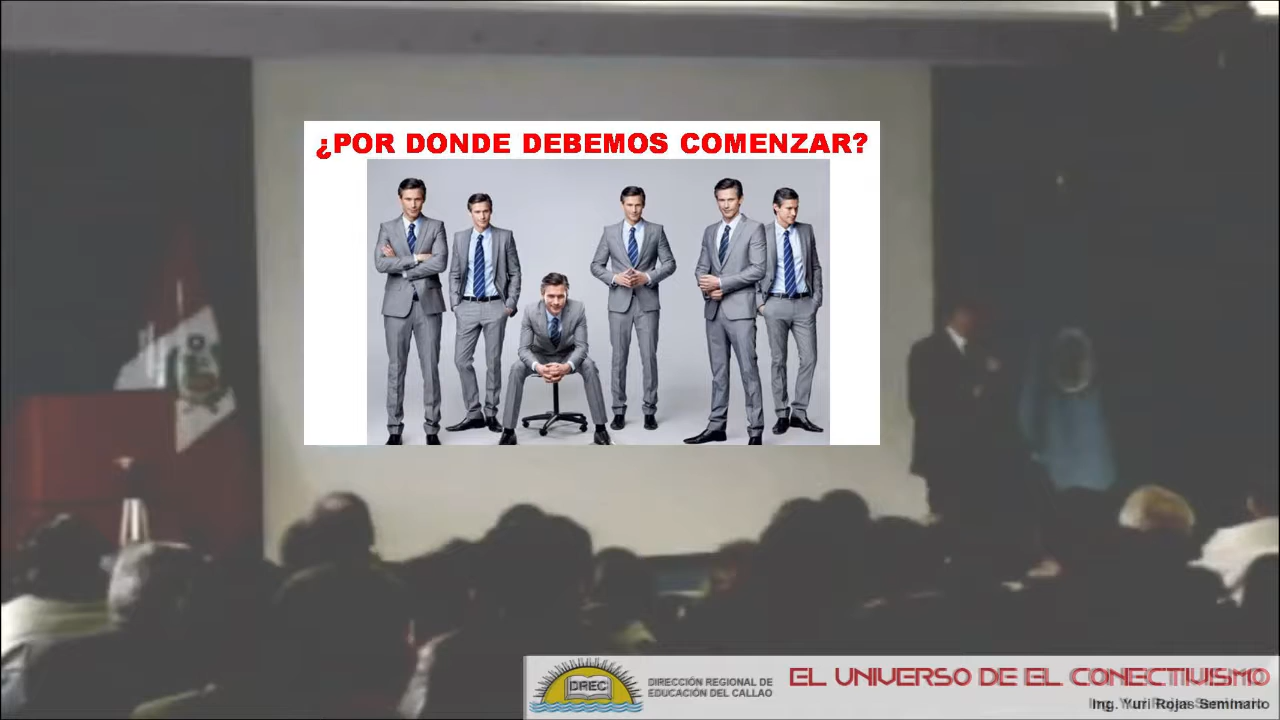 ¿POR DONDE DEBEMOS COMENZAR?
DREC
DIRECCIÓN REGIONAL DE
EDUCACIÓN DEL CALLAO
EL UNIVERSO DE EL CONECTIVISMO
Ing. Yuri Rojas Seminario